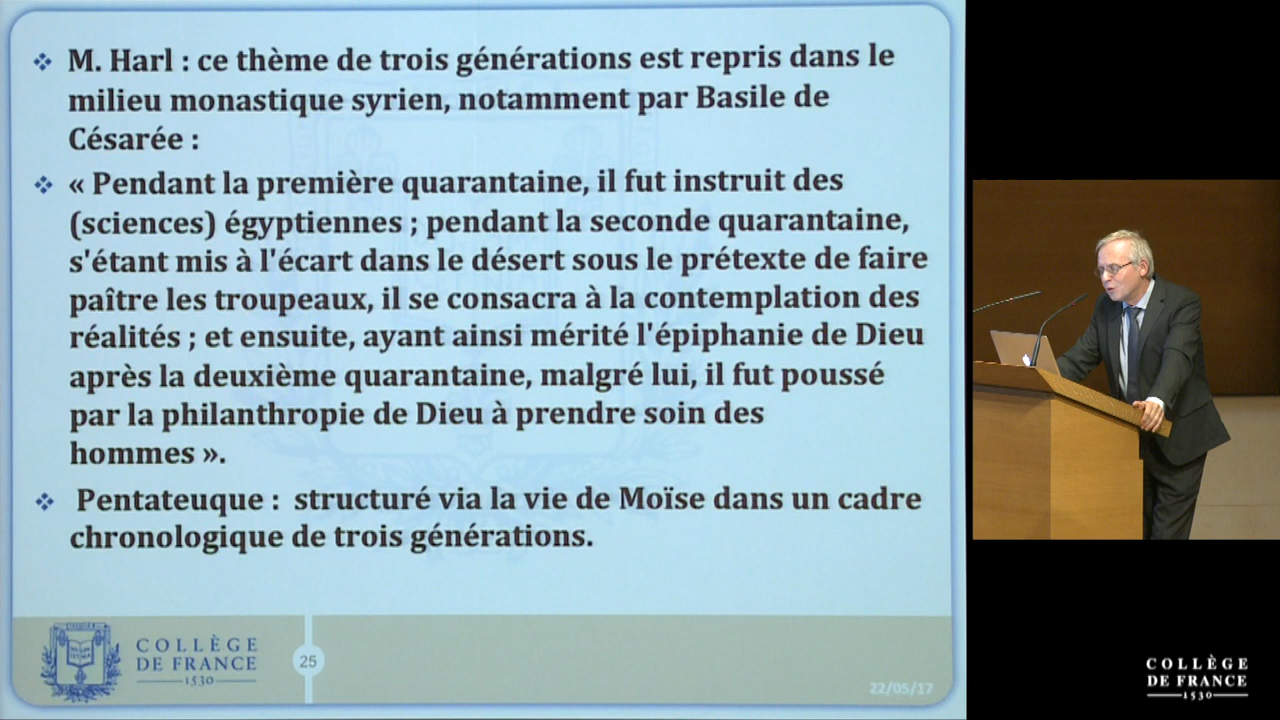 M. Harl : ce thème de trois générations est repris dans le
milieu monastique syrien, notamment par Basile de
Césarée :
« Pendant la première quarantaine, il fut instruit des
(sciences) égyptiennes ; pendant la seconde quarantaine,
s'étant mis à l'écart dans le désert sous le prétexte de faire
paître les troupeaux, il se consacra à la contemplation des
réalités ; et ensuite, ayant ainsi mérité l'épiphanie de Dieu
après la deuxième quarantaine, malgré lui, il fut poussé
par la philanthropie de Dieu à prendre soin des
hommes ».
Pentateuque : structuré via la vie de Moïse dans un cadre
chronologique de trois générations.
COLLÈGE
DE FRANCE
1530
25
22/05/17
COLLÈGE
DE FRANCE
1530